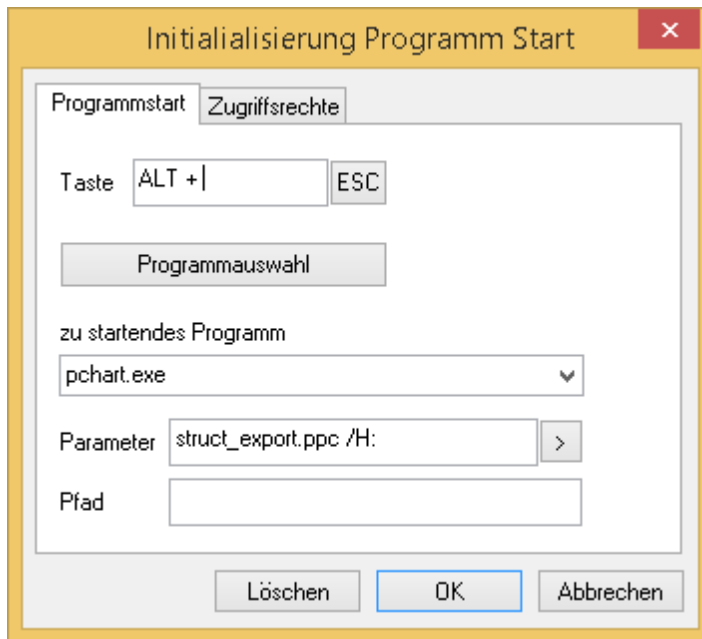 Initialialisierung Programm Start
Programmstart Zugriffsrechte
Taste ALT + ESC
Programmauswahl
zu startendes Programm
pchart.exe
Parameter struct_export.ppc /H: >
Pfad
Löschen OK Abbrechen